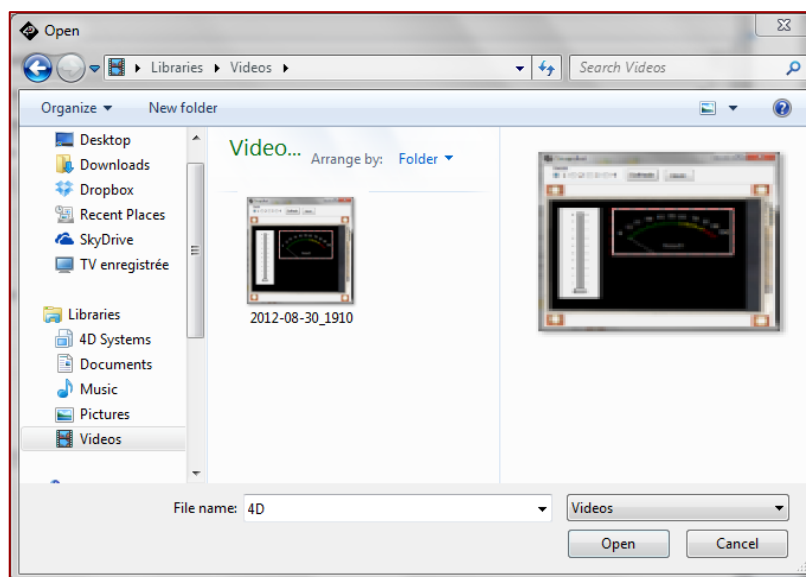 Open
Libraries Videos
Search Videos
Organize
New folder
Desktop
Downloads
Dropbox
Recent Places
SkyDrive
TV enregistrée
Libraries
4D Systems
Documents
Music
Pictures
Videos
Video...
Arrange by: Folder
2012-08-30_1910
File name: 4D
Videos
Open
Cancel